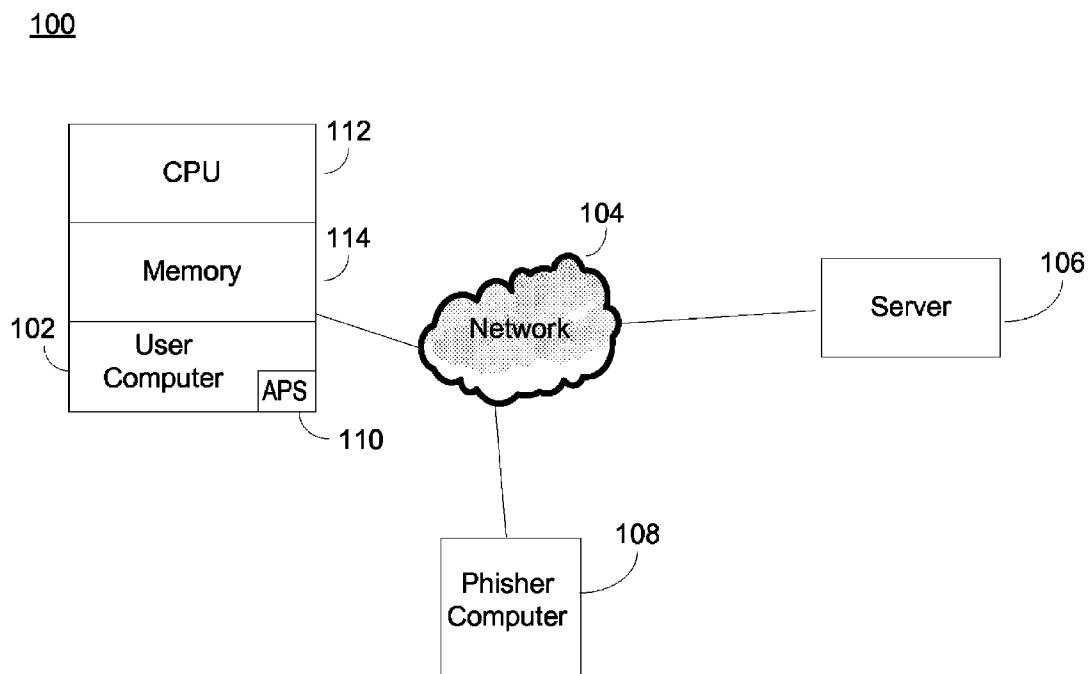 100
112
CPU
104
114
Memory
106
Server
Network
102
User
Computer
APS
110
108
Phisher
Computer